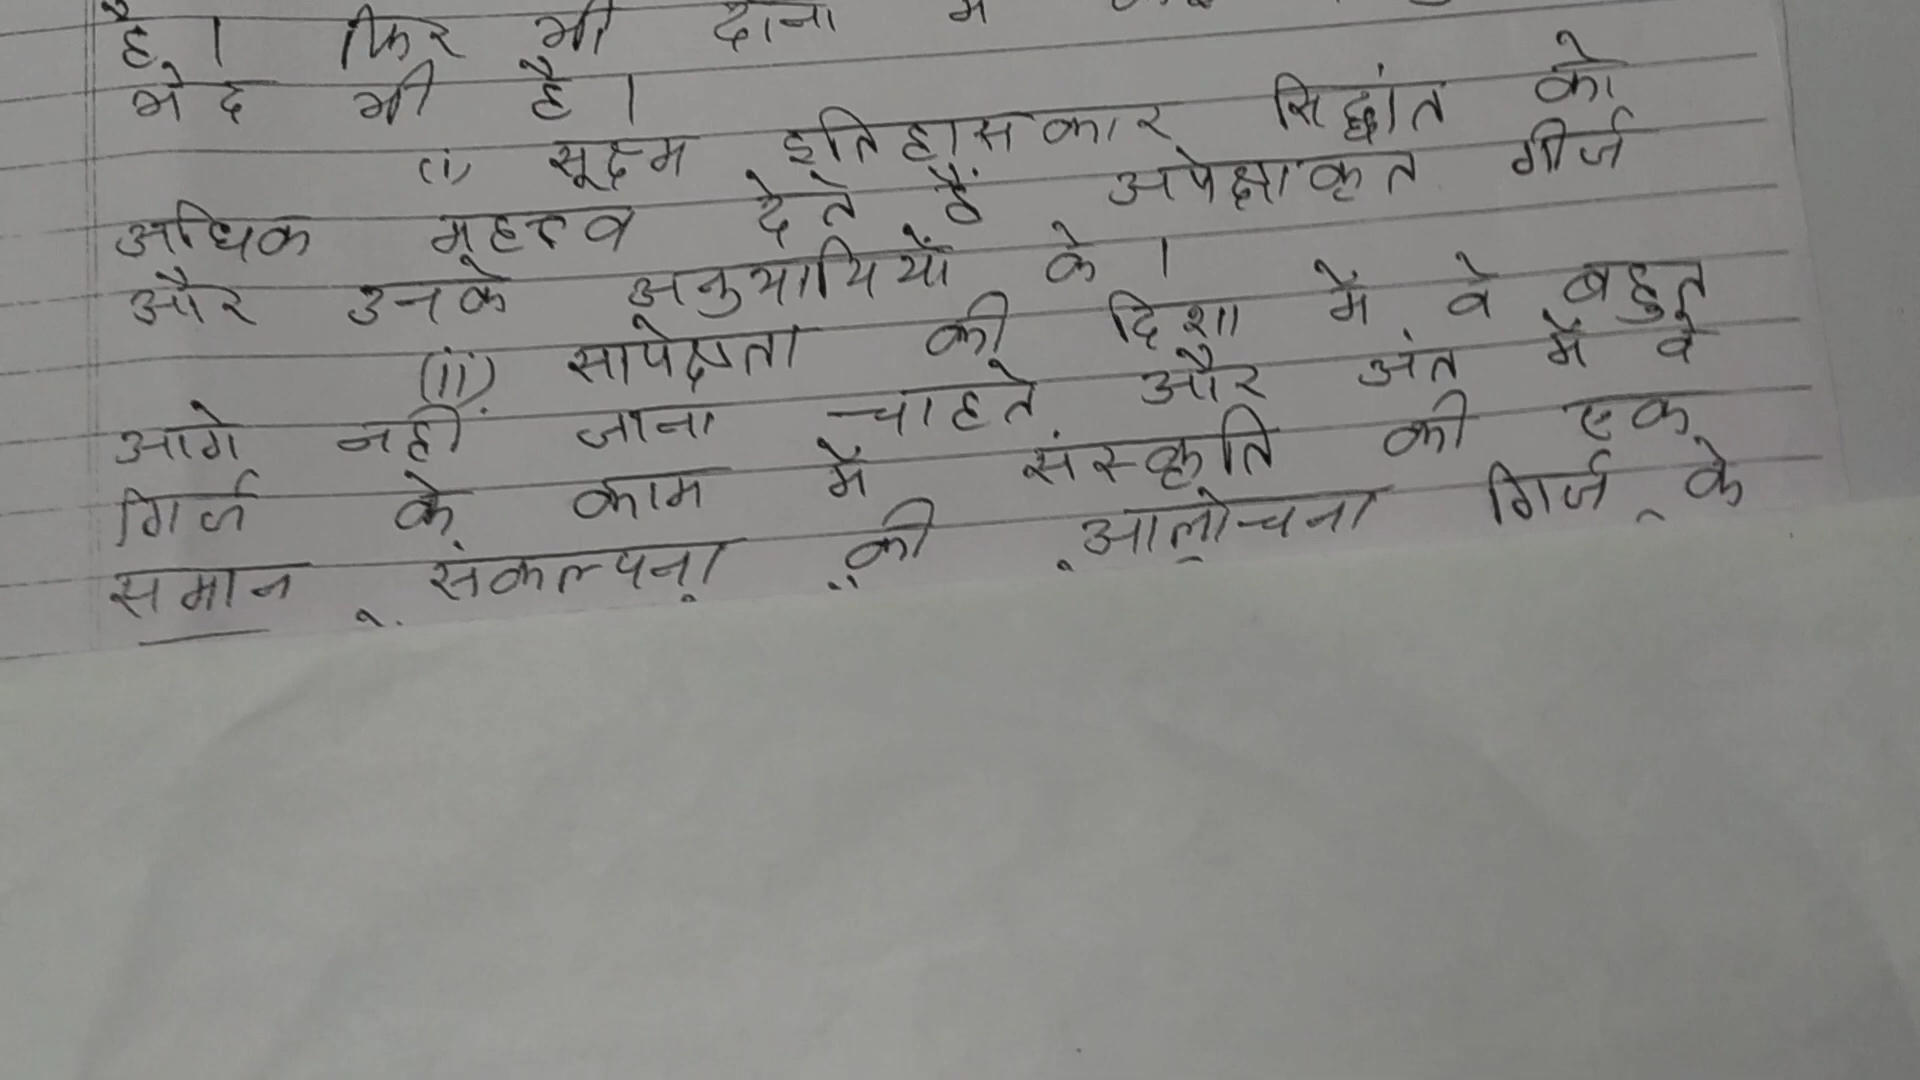 है। फिर भी दोनों में
भेद भी है।
(i) सूक्ष्म इतिहासकार सिद्धांत को
अधिक महत्व देते हैं अपेक्षाकृत गीर्ज
और उनके अनुयायियों के।
(ii) सापेक्षता की दिशा में वे बहुत
आगे नहीं जाना चाहते और अंत में वे
गिर्ज के काम में संस्कृति की एक
समान संकल्पना की आलोचना गिर्ज के